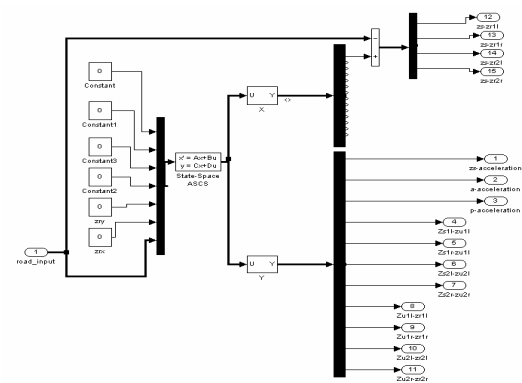 12
zs-zr1l
13
zs-zr1r
14
zs-zr2l
15
zs-zr2r
0
Constant
0
Constant1
0
Constant3
0
Constant2
0
zry
0
zrx
1
road_input
x' = Ax+Bu
y = Cx+Du
State-Space
ASCS
U Y
X
<>
U Y
Y
−
+
1
zs-acceleration
2
a-acceleration
3
p-acceleration
4
Zs1l-zu1l
5
Zs1r-zu1l
6
Zs2l-zu2l
7
Zs2r-zu2r
8
Zu1l-zr1l
9
Zu1r-zr1r
10
Zu2l-zr2l
11
Zu2r-zr2r